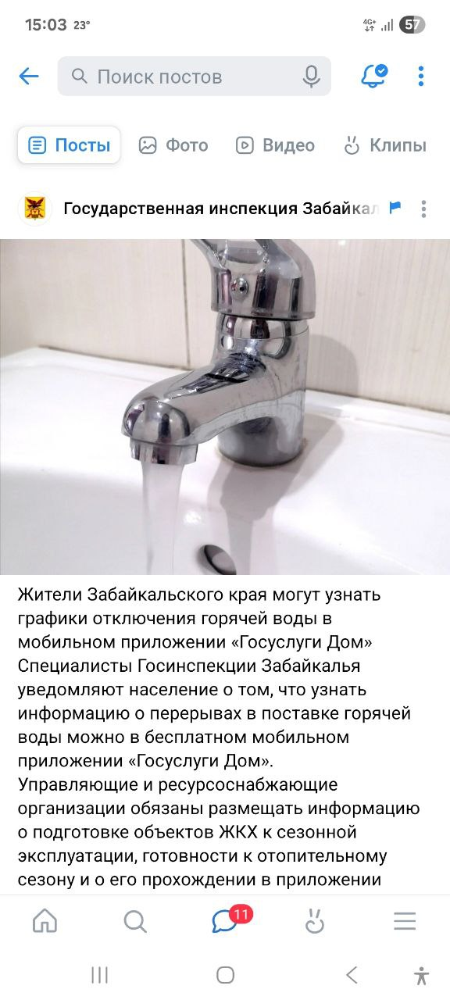 15:03 23° 4G+ 57
Поиск постов
Посты Фото Видео Клипы
Государственная инспекция Забайкал
Жители Забайкальского края могут узнать
графики отключения горячей воды в
мобильном приложении «Госуслуги Дом»
Специалисты Госинспекции Забайкалья
уведомляют население о том, что узнать
информацию о перерывах в поставке горячей
воды можно в бесплатном мобильном
приложении «Госуслуги Дом».
Управляющие и ресурсоснабжающие
организации обязаны размещать информацию
о подготовке объектов ЖКХ к сезонной
эксплуатации, готовности к отопительному
сезону и о его прохождении в приложении
11